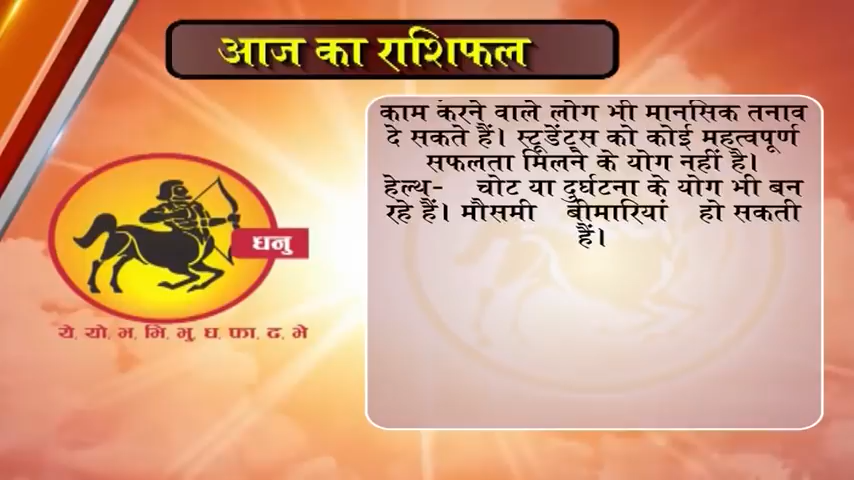 आज का राशिफल
काम करने वाले लोग भी मानसिक तनाव
दे सकते हैं। स्टूडेंट्स को कोई महत्वपूर्ण
सफलता मिलने के योग नहीं है।
हेल्थ- चोट या दुर्घटना के योग भी बन
रहे हैं। मौसमी बीमारियां हो सकती
हैं।
धनु
ये, यो, भ, भि, भु, ध, फा, ढ, भे